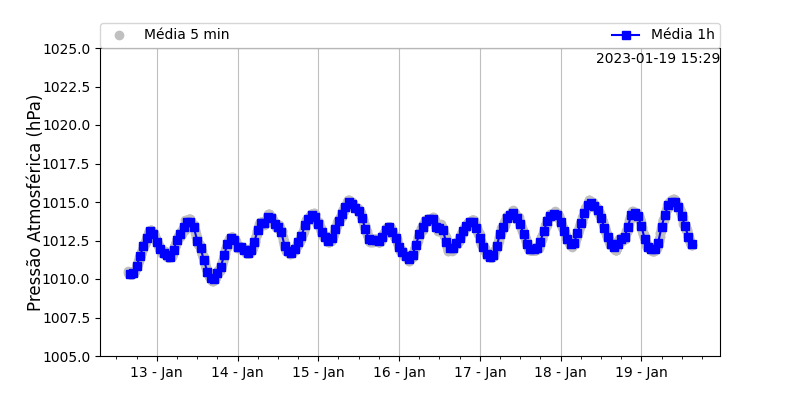 Média 5 min
Média 1h
2023-01-19 15:29
Pressão Atmosférica (hPa)
1025.0
1022.5
1020.0
1017.5
1015.0
1012.5
1010.0
1007.5
1005.0
13 - Jan
14 - Jan
15 - Jan
16 - Jan
17 - Jan
18 - Jan
19 - Jan